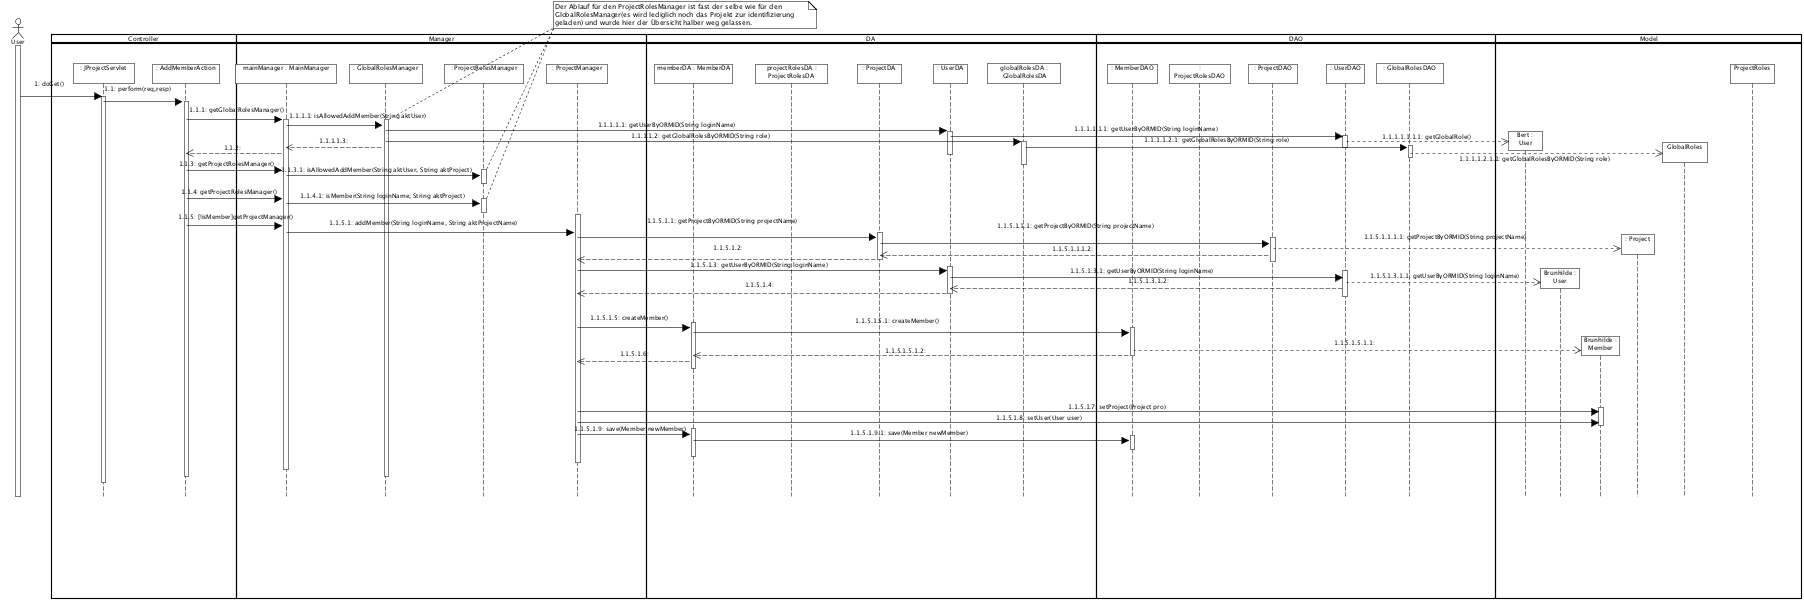 Der Ablauf für den ProjectRolesManager ist fast der selbe wie für den
GlobalRolesManager(es wird lediglich noch das Projekt zur identifizierung
geladen) und wurde hier der Übersicht halber weg gelassen.
User
Controller
Manager
DA
DAO
Model
: JProjectServlet
: AddMemberAction
mainManager : MainManager
: GlobalRolesManager
: ProjectRolesManager
: ProjectManager
memberDA : MemberDA
projectRolesDA :
ProjectRolesDA
: ProjectDA
: UserDA
globalRolesDA :
GlobalRolesDA
: MemberDAO
:
ProjectRolesDAO
: ProjectDAO
: UserDAO
: GlobalRolesDAO
ProjectRoles
1: doGet()
1.1: perform(req,resp)
1.1.1: getGlobalRolesManager()
1.1.1.1: isAllowedAddMember(String aktUser)
1.1.1.1.1: getUserByORMID(String loginName)
1.1.1.1.1.1: getUserByORMID(String loginName)
1.1.1.1.1.1.1: getGlobalRole()
Bert :
User
1.1.1.1.2: getGlobalRolesByORMID(String role)
1.1.1.1.2.1: getGlobalRolesByORMID(String role)
1.1.1.1.2.1.1: getGlobalRolesByORMID(String role)
GlobalRoles
1.1.1.1.3:
1.1.2:
1.1.3: getProjectRolesManager()
1.1.3.1: isAllowedAddMember(String aktUser, String aktProject)
1.1.4: getProjectRolesManager()
1.1.4.1: isMember(String loginName, String aktProject)
1.1.5: [!isMember]getProjectManager()
1.1.5.1: addMember(String loginName, String aktProjectName)
1.1.5.1.1: getProjectByORMID(String projectName)
1.1.5.1.1.1: getProjectByORMID(String projectName)
1.1.5.1.1.1.1: getProjectByORMID(String projectName)
: Project
1.1.5.1.1.1.2:
1.1.5.1.2:
1.1.5.1.3: getUserByORMID(String loginName)
1.1.5.1.3.1: getUserByORMID(String loginName)
1.1.5.1.3.1.1: getUserByORMID(String loginName)
Brunhilde :
User
1.1.5.1.3.1.2:
1.1.5.1.4:
1.1.5.1.5: createMember()
1.1.5.1.5.1: createMember()
1.1.5.1.5.1.1:
Brunhilde :
Member
1.1.5.1.5.1.2:
1.1.5.1.6:
1.1.5.1.7: setProject(Project pro)
1.1.5.1.8: setUser(User user)
1.1.5.1.9: save(Member newMember)
1.1.5.1.9.1: save(Member newMember)